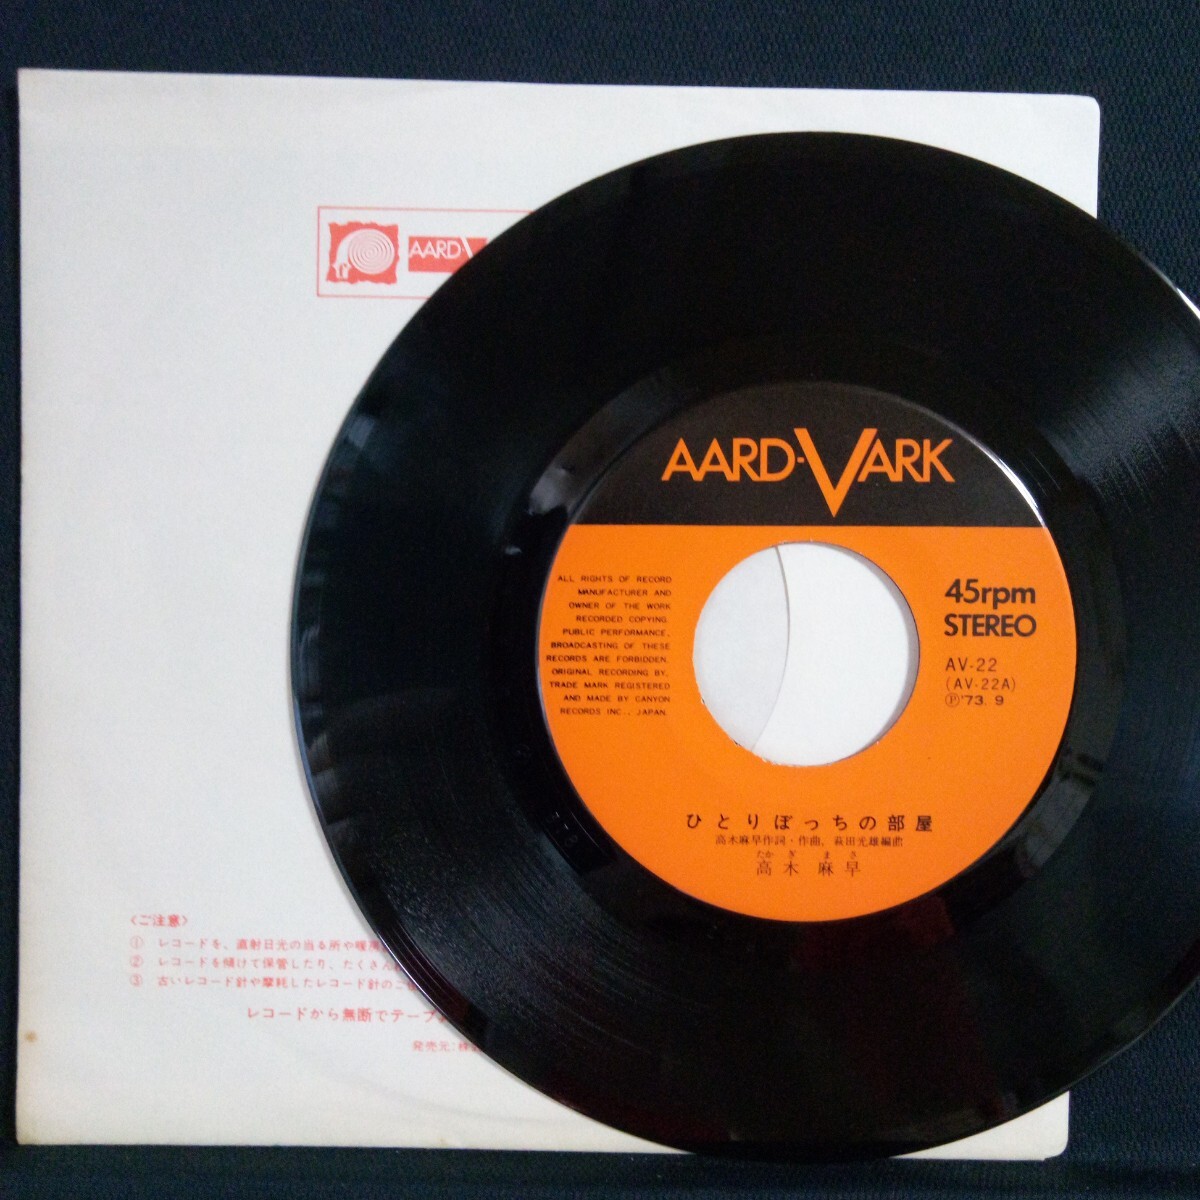 AARD-V
AARD-VARK
ALL RIGHTS OF RECORD
MANUFACTURER AND
OWNER OF THE WORK
RECORDED COPYING,
PUBLIC PERFORMANCE,
BROADCASTING OF THESE
RECORDS ARE FORBIDDEN.
ORIGINAL RECORDING BY,
TRADE MARK REGISTERED
AND MADE BY CANYON
RECORDS INC., JAPAN.
45rpm
STEREO
AV-22
(AV-22A)
Ⓟ'73. 9
ひとりぼっちの部屋
高木麻早作詞・作曲、萩田光雄編曲
たかぎまさ
高木麻早
〈ご注意〉
① レコードを、直射日光の当る所や暖房
② レコードを傾けて保管したり、たくさん
③ 古いレコード針や摩耗したレコード針のご使
レコードから無断でテープ
発売元:株